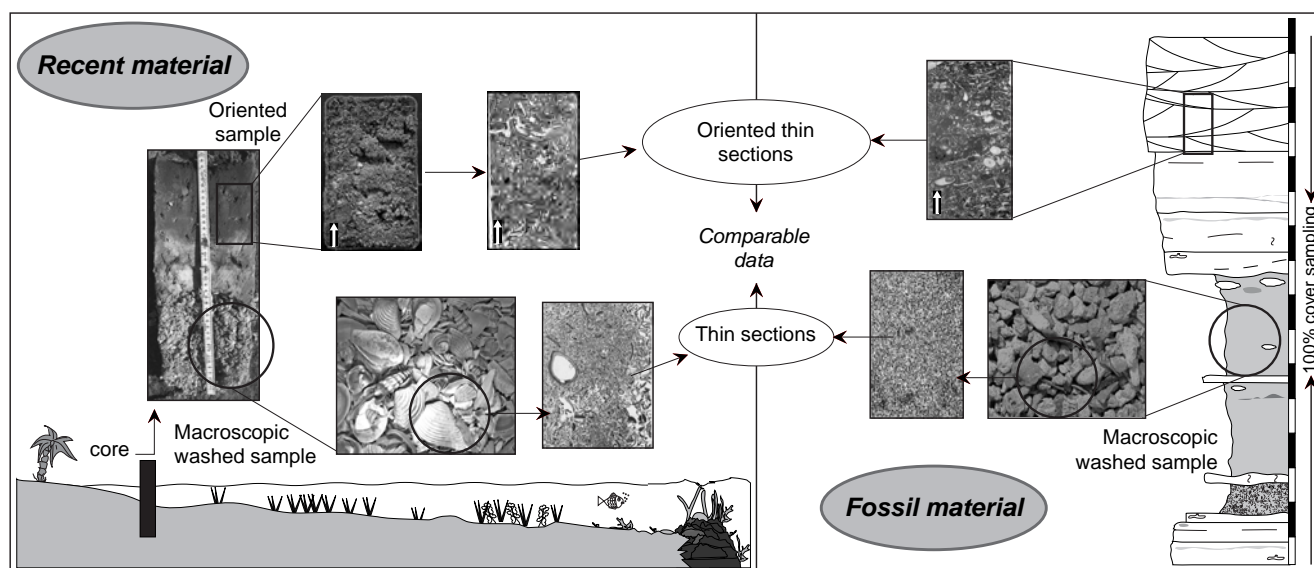 Recent material
Oriented
sample
core
Macroscopic
washed sample
Oriented thin
sections
Comparable
data
Thin sections
100% cover sampling
Macroscopic
washed sample
Fossil material